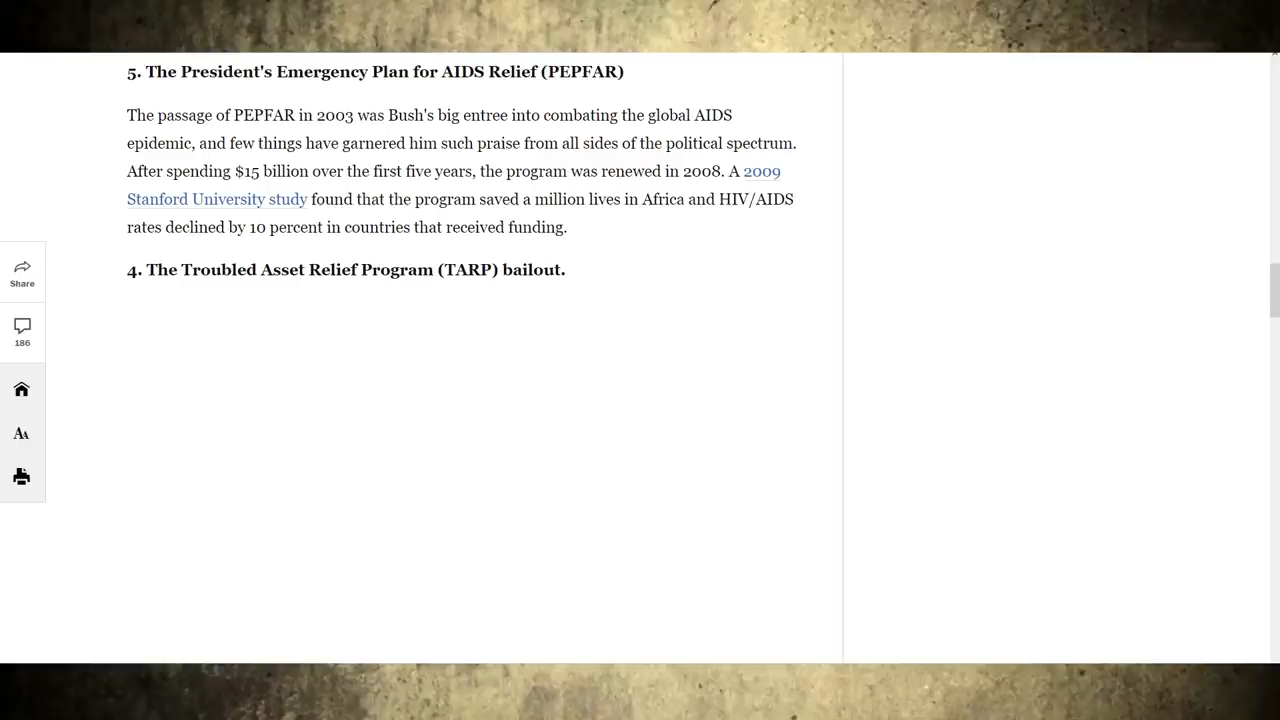 5. The President's Emergency Plan for AIDS Relief (PEPFAR)
The passage of PEPFAR in 2003 was Bush's big entree into combating the global AIDS
epidemic, and few things have garnered him such praise from all sides of the political spectrum.
After spending $15 billion over the first five years, the program was renewed in 2008. A 2009
Stanford University study found that the program saved a million lives in Africa and HIV/AIDS
rates declined by 10 percent in countries that received funding.
4. The Troubled Asset Relief Program (TARP) bailout.
Share
186
AA